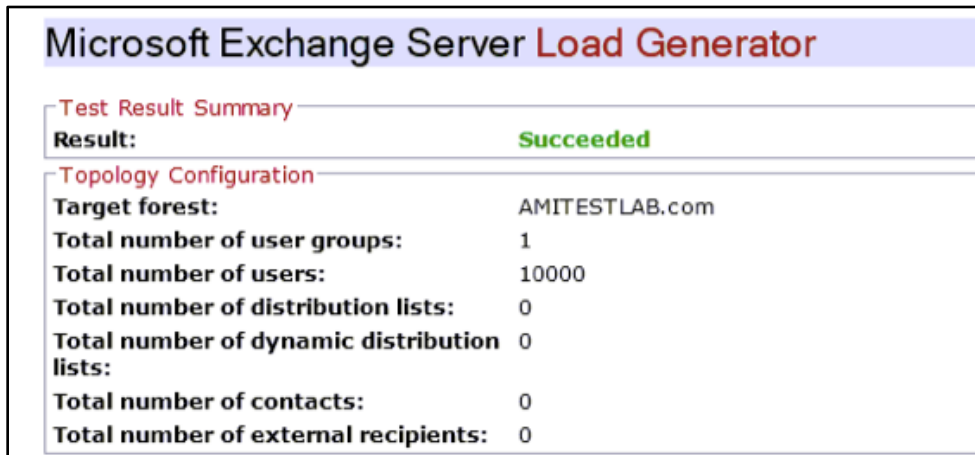 Microsoft Exchange Server Load Generator
Test Result Summary
Result: Succeeded
Topology Configuration
Target forest: AMITESTLAB.com
Total number of user groups: 1
Total number of users: 10000
Total number of distribution lists: 0
Total number of dynamic distribution 0
lists:
Total number of contacts: 0
Total number of external recipients: 0